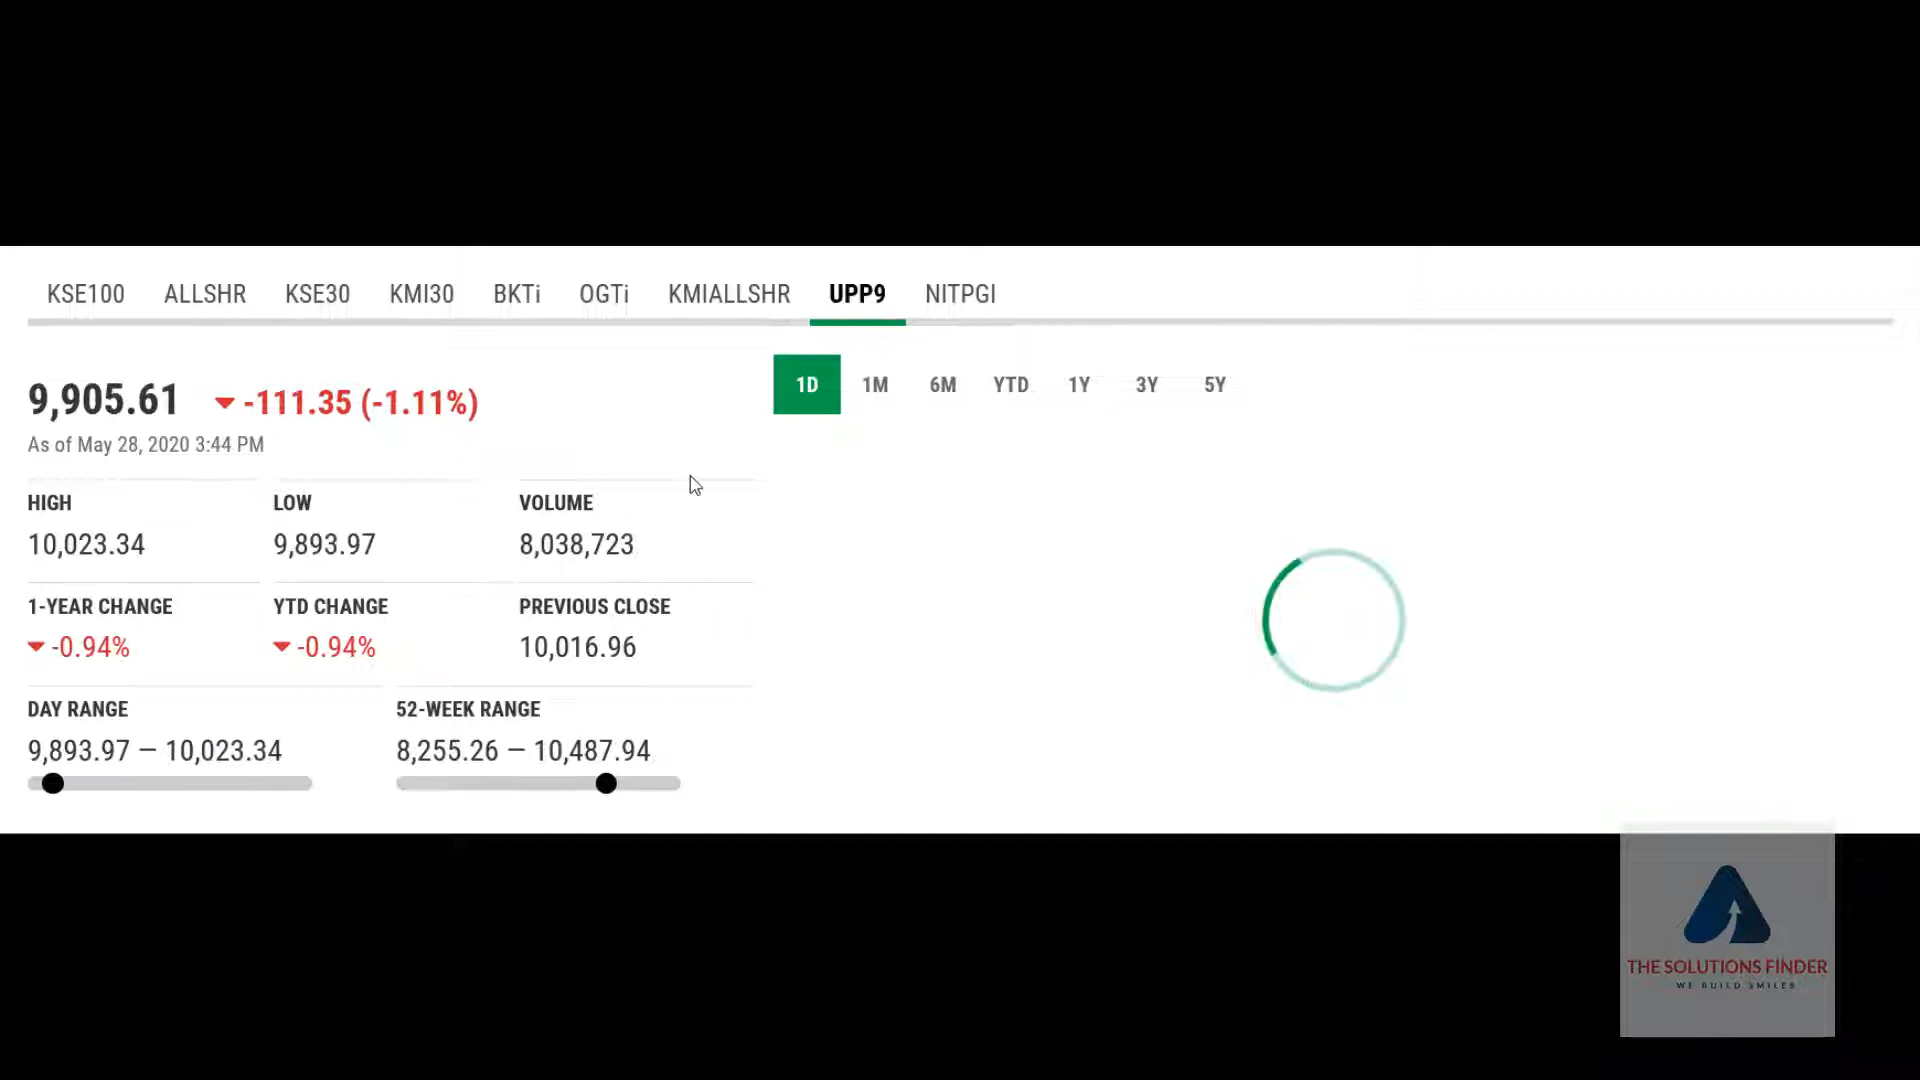 KSE100 ALLSHR KSE30 KMI30 BKTi OGTi KMIALLSHR UPP9 NITPGI
9,905.61 -111.35 (-1.11%)
As of May 28, 2020 3:44 PM
1D 1M 6M YTD 1Y 3Y 5Y
HIGH LOW VOLUME
10,023.34 9,893.97 8,038,723
1-YEAR CHANGE YTD CHANGE PREVIOUS CLOSE
-0.94% -0.94% 10,016.96
DAY RANGE 52-WEEK RANGE
9,893.97 — 10,023.34 8,255.26 — 10,487.94
THE SOLUTIONS FINDER
WE BUILD SMILES